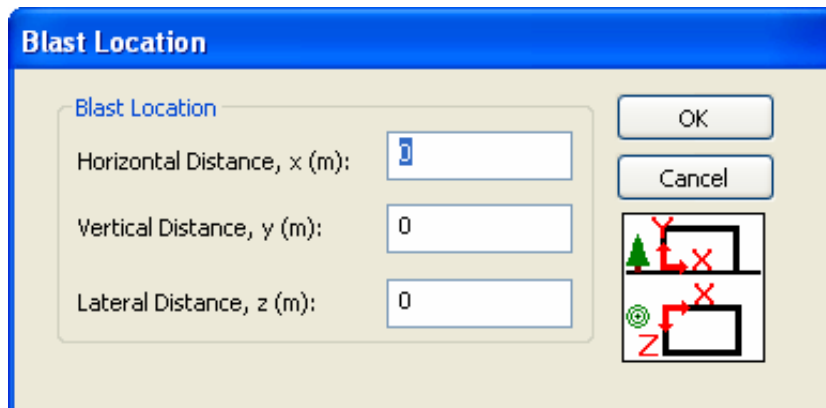 Blast Location
Blast Location
Horizontal Distance, x (m):
0
OK
Cancel
Vertical Distance, y (m):
0
Lateral Distance, z (m):
0
Y
X
X
Z